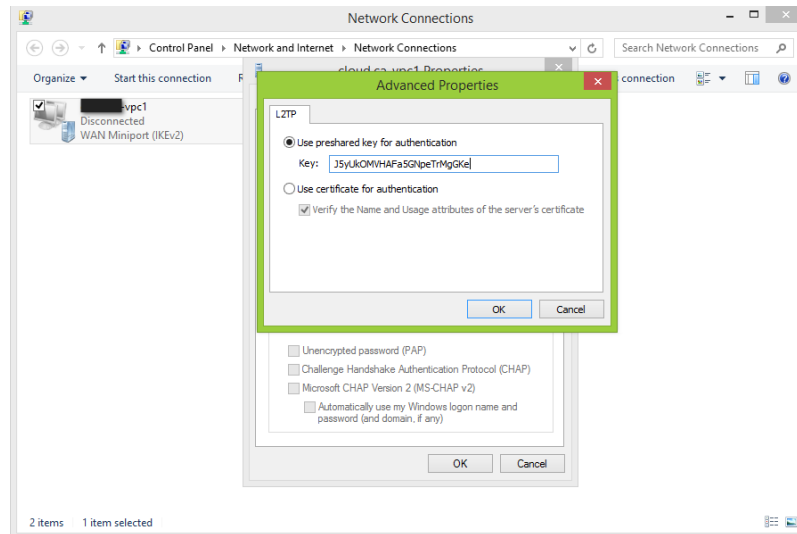 Network Connections
Control Panel
Network and Internet
Network Connections
Search Network Connections
Organize
Start this connection
connection
cloud.ca-vpc1 Properties
Advanced Properties
-vpc1
Disconnected
WAN Miniport (IKEv2)
L2TP
Use preshared key for authentication
Key: J5yUkOMVHAFa5GNpeTrMgGKe
Use certificate for authentication
Verify the Name and Usage attributes of the server's certificate
OK Cancel
Unencrypted password (PAP)
Challenge Handshake Authentication Protocol (CHAP)
Microsoft CHAP Version 2 (MS-CHAP v2)
Automatically use my Windows logon name and
password (and domain, if any)
OK Cancel
2 items 1 item selected